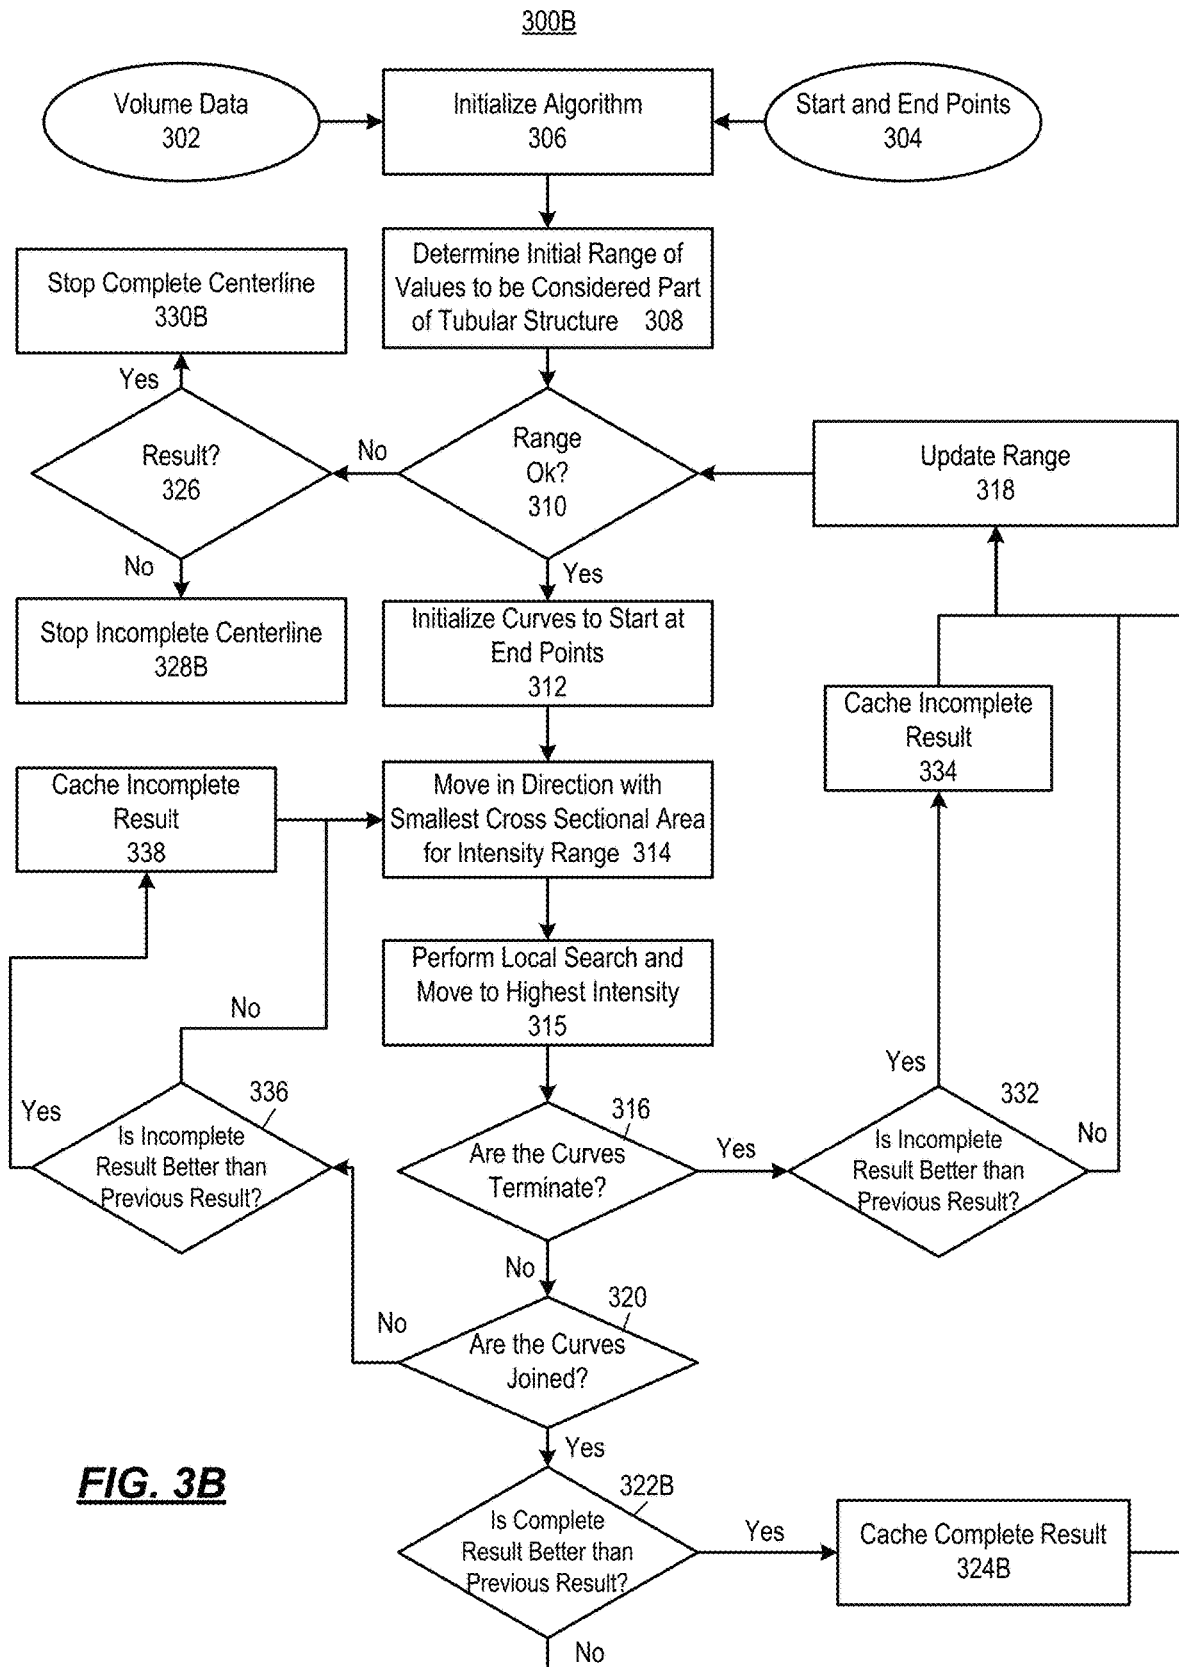 300B
Volume Data
302
Initialize Algorithm
306
Start and End Points
304
Determine Initial Range of
Values to be Considered Part
of Tubular Structure 308
Stop Complete Centerline
330B
Yes
Result?
326
No
Range
Ok?
310
Update Range
318
No
Yes
Stop Incomplete Centerline
328B
Initialize Curves to Start at
End Points
312
Cache Incomplete
Result
334
Cache Incomplete
Result
338
Move in Direction with
Smallest Cross Sectional Area
for Intensity Range 314
Perform Local Search and
Move to Highest Intensity
315
No
Yes
336
Is Incomplete
Result Better than
Previous Result?
316
Are the Curves
Terminate?
Yes
Yes
332
Is Incomplete
Result Better than
Previous Result?
No
No
320
Are the Curves
Joined?
No
Yes
FIG. 3B
322B
Is Complete
Result Better than
Previous Result?
Yes
Cache Complete Result
324B
No